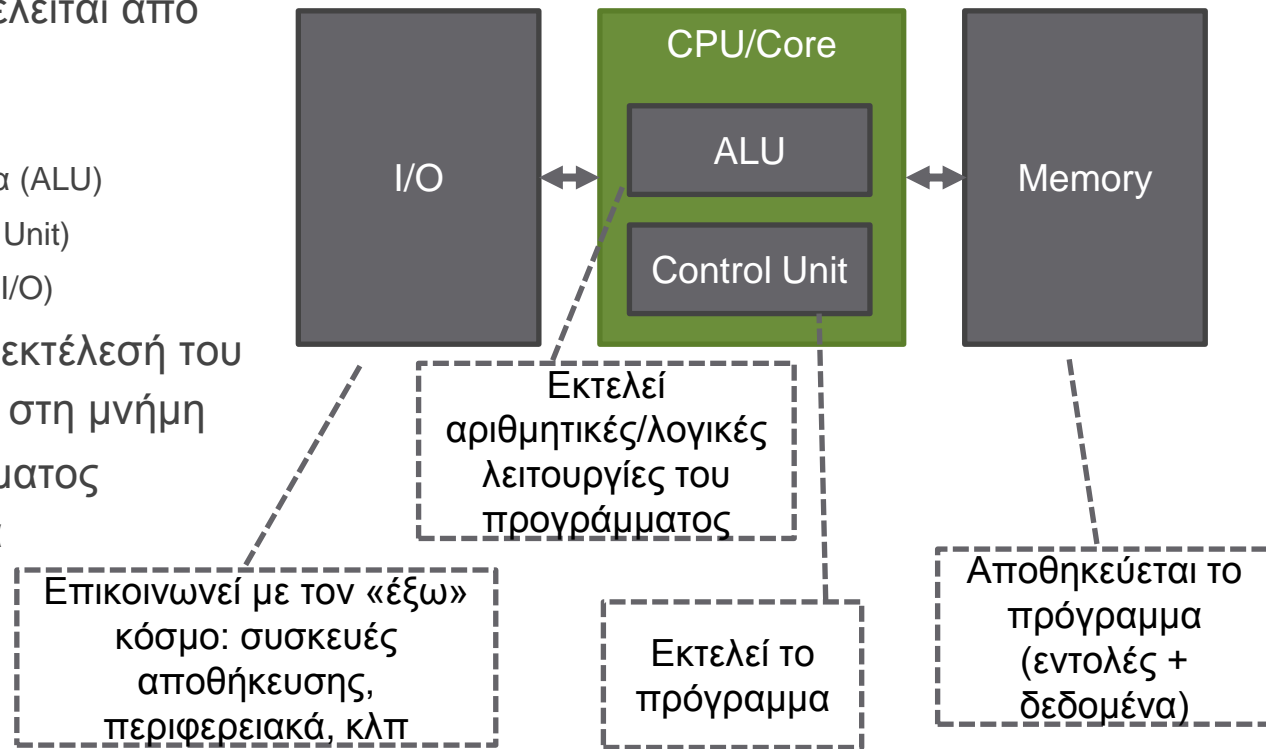 ελείται από
α (ALU)
Unit)
I/O)
εκτέλεσή του
στη μνήμη
ματος
I/O
CPU/Core
ALU
Control Unit
Memory
Εκτελεί
αριθμητικές/λογικές
λειτουργίες του
προγράμματος
Επικοινωνεί με τον «έξω»
κόσμο: συσκευές
αποθήκευσης,
περιφερειακά, κλπ
Εκτελεί το
πρόγραμμα
Αποθηκεύεται το
πρόγραμμα
(εντολές +
δεδομένα)